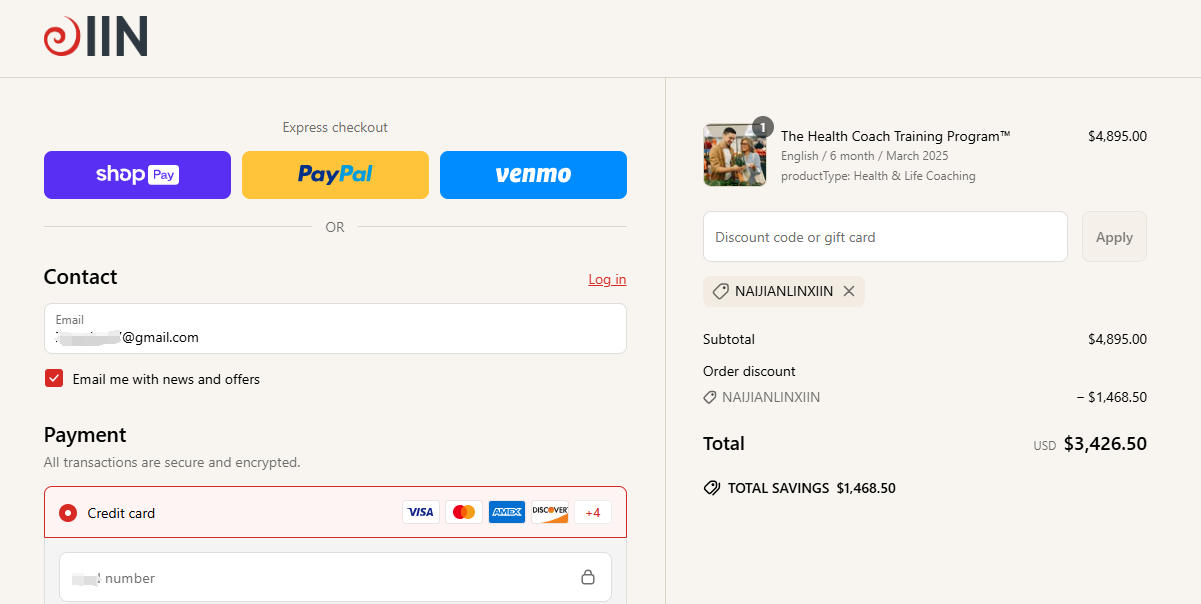 IIN
Express checkout
shop Pay
PayPal
venmo
OR
Contact
Log in
Email
@gmail.com
Email me with news and offers
Payment
All transactions are secure and encrypted.
Credit card
VISA
AMEX
DISCOVER
+4
number
1
The Health Coach Training Program™
$4,895.00
English / 6 month / March 2025
productType: Health & Life Coaching
Discount code or gift card
Apply
NAIJIANLINXIIN
Subtotal
$4,895.00
Order discount
NAIJIANLINXIIN
− $1,468.50
Total
USD $3,426.50
TOTAL SAVINGS $1,468.50